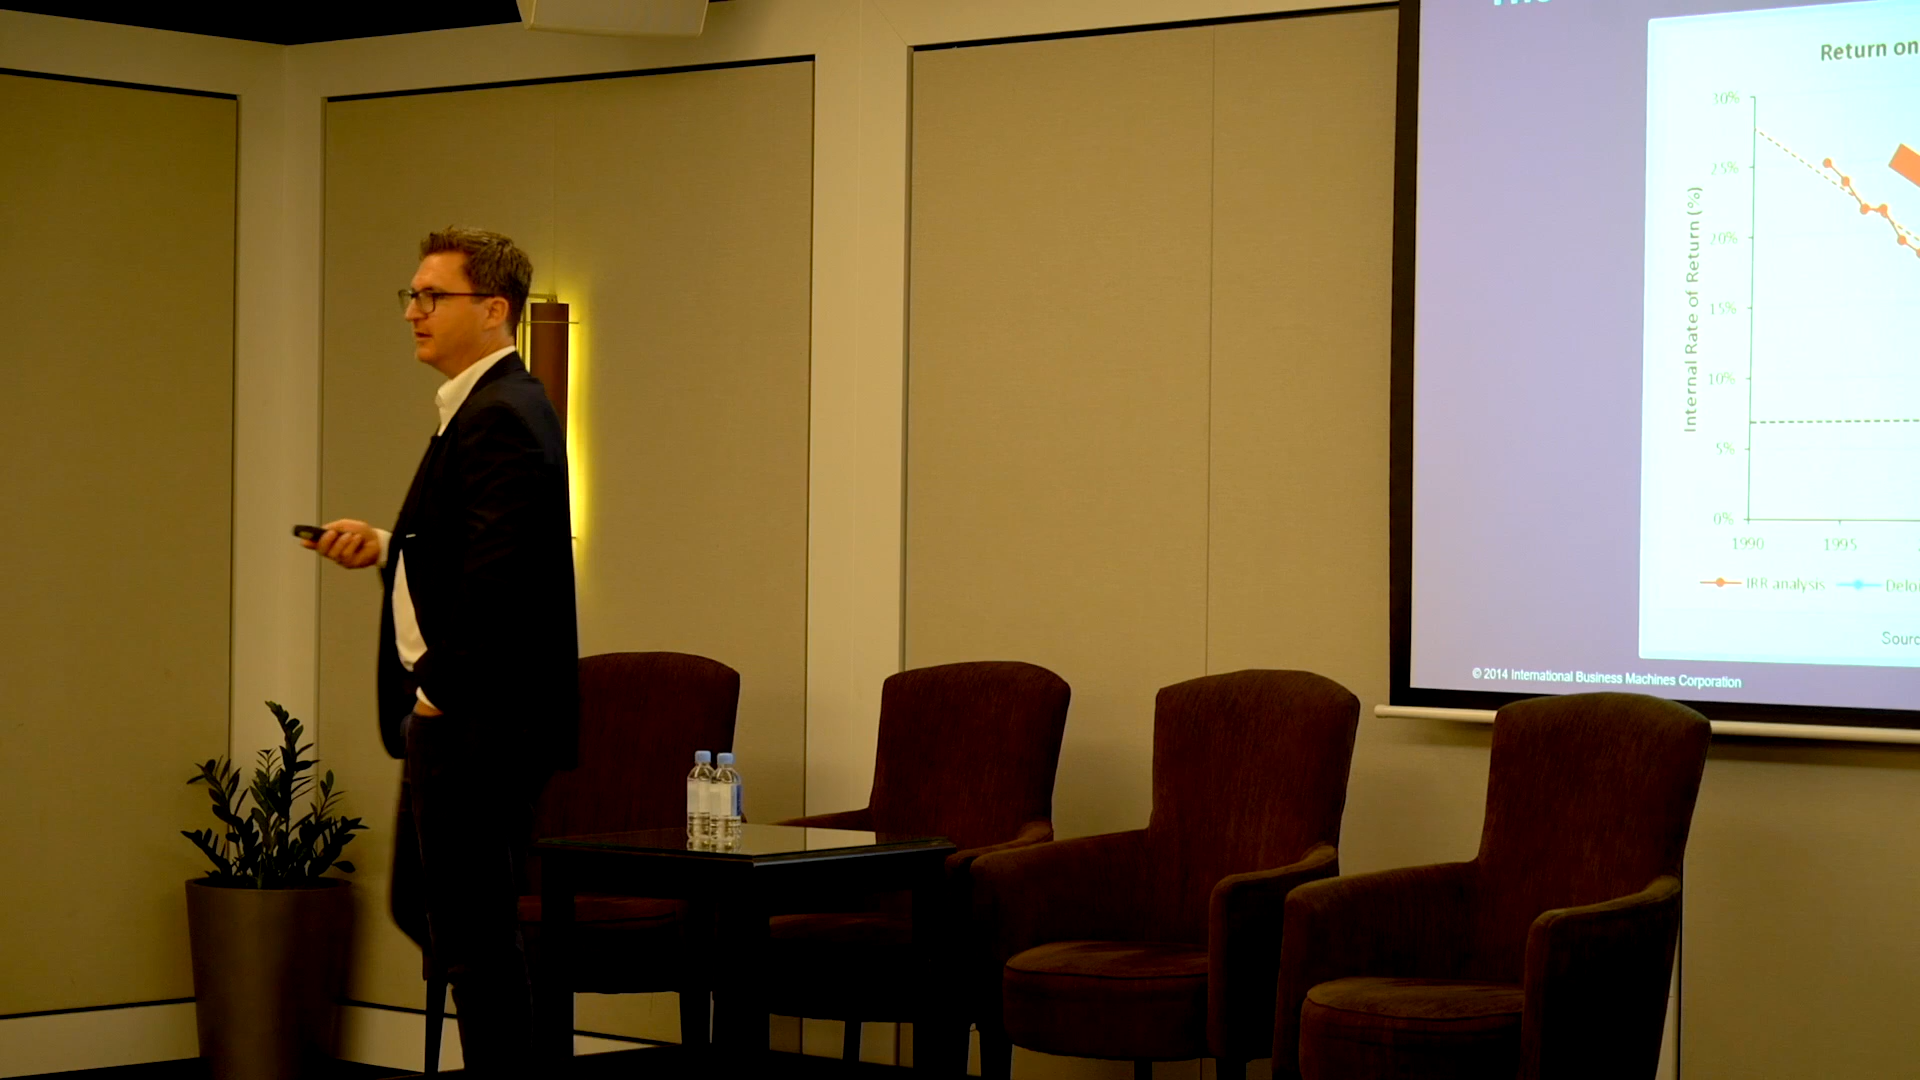 Return on
30%
25%
20%
15%
10%
5%
0%
Internal Rate of Return (%)
1990 1995
IRR analysis
© 2014 International Business Machines Corporation